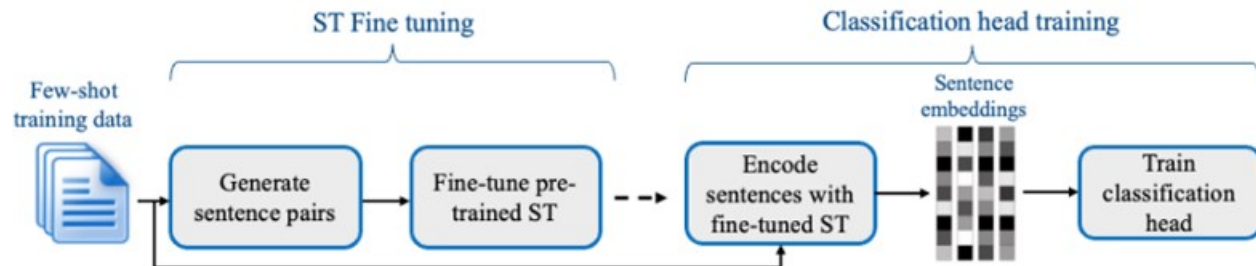 ST Fine tuning
Classification head training
Few-shot
training data
Generate
sentence pairs
Fine-tune pre-
trained ST
Encode
sentences with
fine-tuned ST
Sentence
embeddings
Train
classification
head